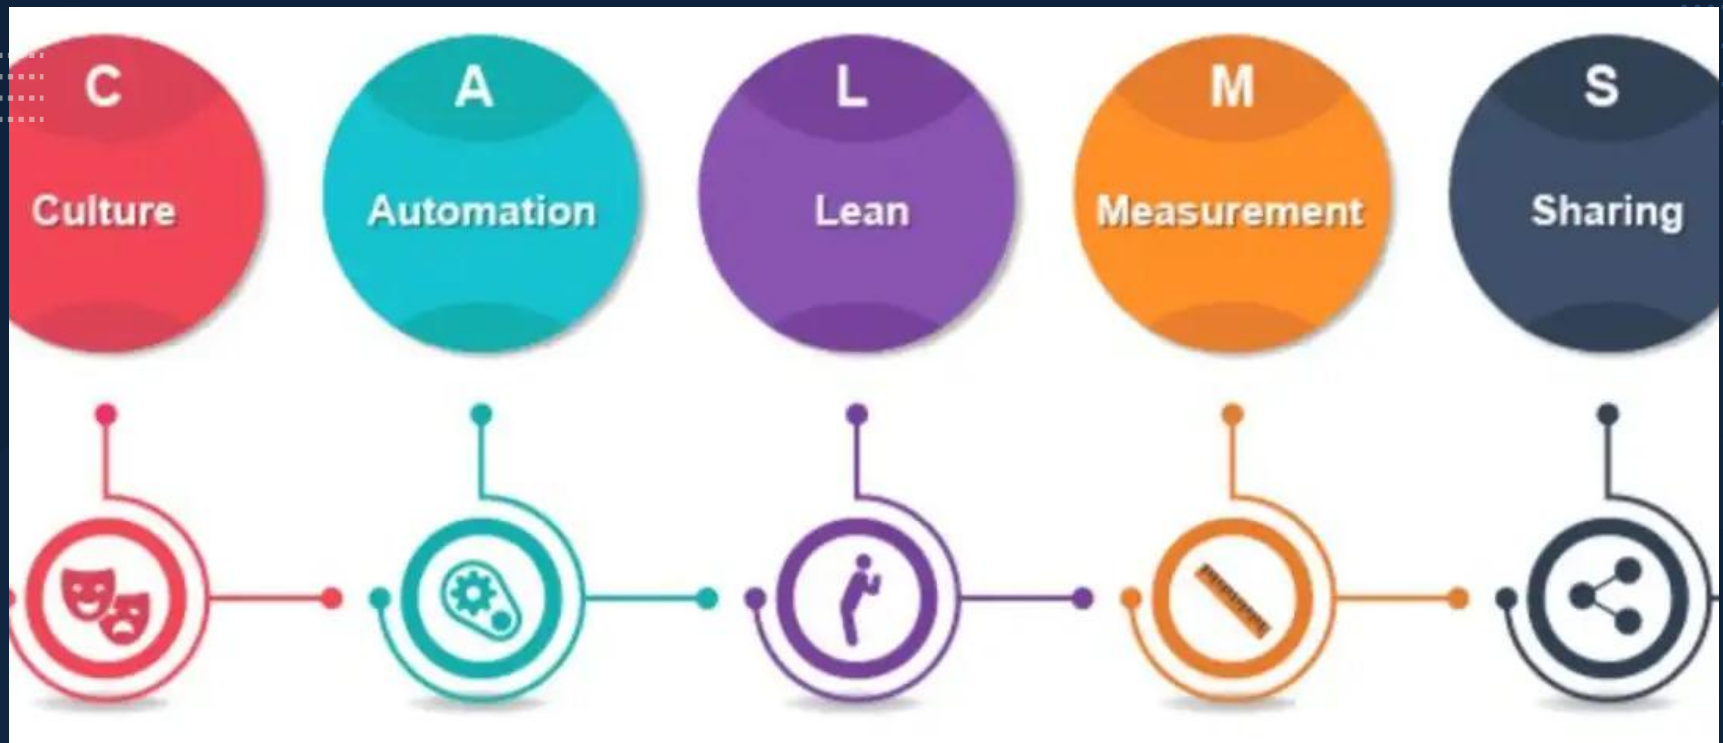 C
A
L
M
S
Culture
Automation
Lean
Measurement
Sharing